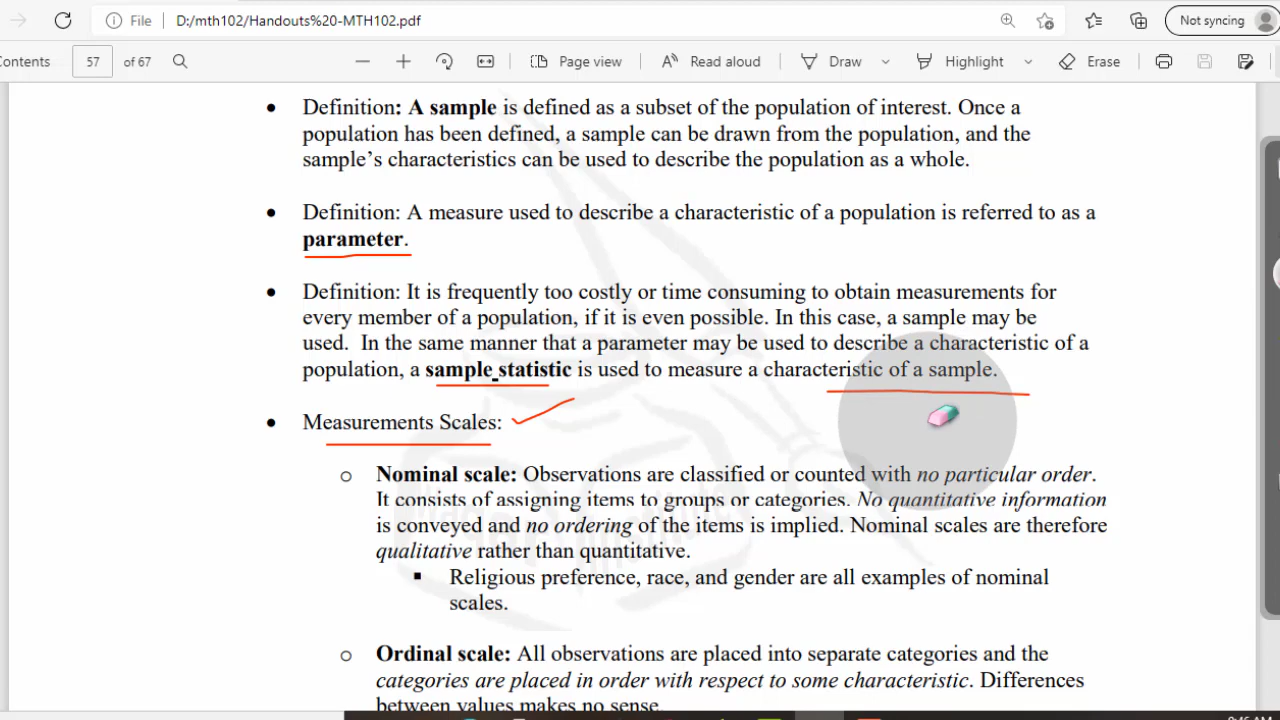 File
D:/mth102/Handouts%20-MTH102.pdf
Not syncing
Contents
57
of 67
Page view
Read aloud
Draw
Highlight
Erase
• Definition: A sample is defined as a subset of the population of interest. Once a
population has been defined, a sample can be drawn from the population, and the
sample's characteristics can be used to describe the population as a whole.
• Definition: A measure used to describe a characteristic of a population is referred to as a
parameter.
• Definition: It is frequently too costly or time consuming to obtain measurements for
every member of a population, if it is even possible. In this case, a sample may be
used. In the same manner that a parameter may be used to describe a characteristic of a
population, a sample statistic is used to measure a characteristic of a sample.
• Measurements Scales:
o Nominal scale: Observations are classified or counted with no particular order.
It consists of assigning items to groups or categories. No quantitative information
is conveyed and no ordering of the items is implied. Nominal scales are therefore
qualitative rather than quantitative.
▪ Religious preference, race, and gender are all examples of nominal
scales.
o Ordinal scale: All observations are placed into separate categories and the
categories are placed in order with respect to some characteristic. Differences
between values makes no sense.